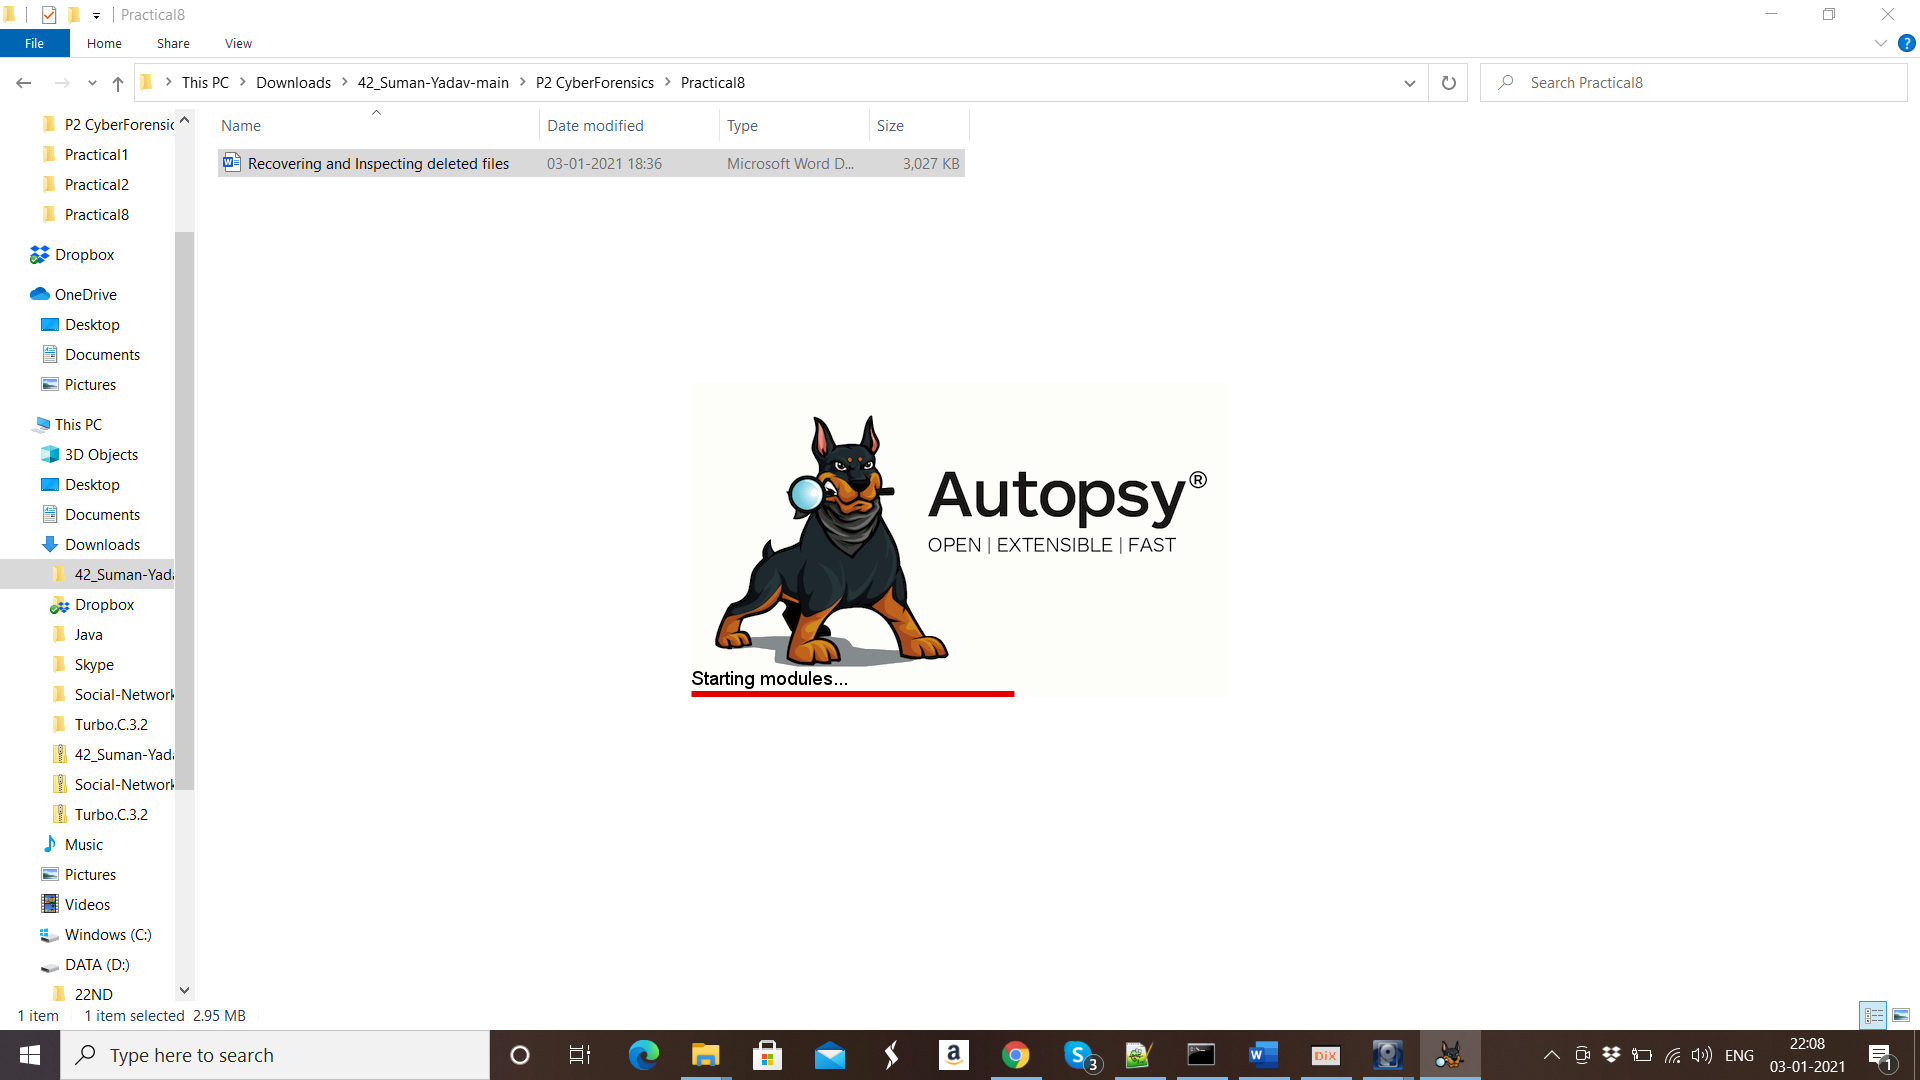 Practical8
File Home Share View
This PC Downloads 42_Suman-Yadav-main P2 CyberForensics Practical8
Search Practical8
Name Date modified Type Size
Recovering and Inspecting deleted files 03-01-2021 18:36 Microsoft Word D... 3,027 KB
P2 CyberForensic
Practical1
Practical2
Practical8
Dropbox
OneDrive
Desktop
Documents
Pictures
This PC
3D Objects
Desktop
Documents
Downloads
42_Suman-Yada
Dropbox
Java
Skype
Social-Network
Turbo.C.3.2
42_Suman-Yada
Social-Network
Turbo.C.3.2
Music
Pictures
Videos
Windows (C:)
DATA (D:)
22ND
Autopsy®
OPEN | EXTENSIBLE | FAST
Starting modules...
1 item 1 item selected 2.95 MB
Type here to search
a
S 3
W
DiX
ENG
22:08
03-01-2021
1